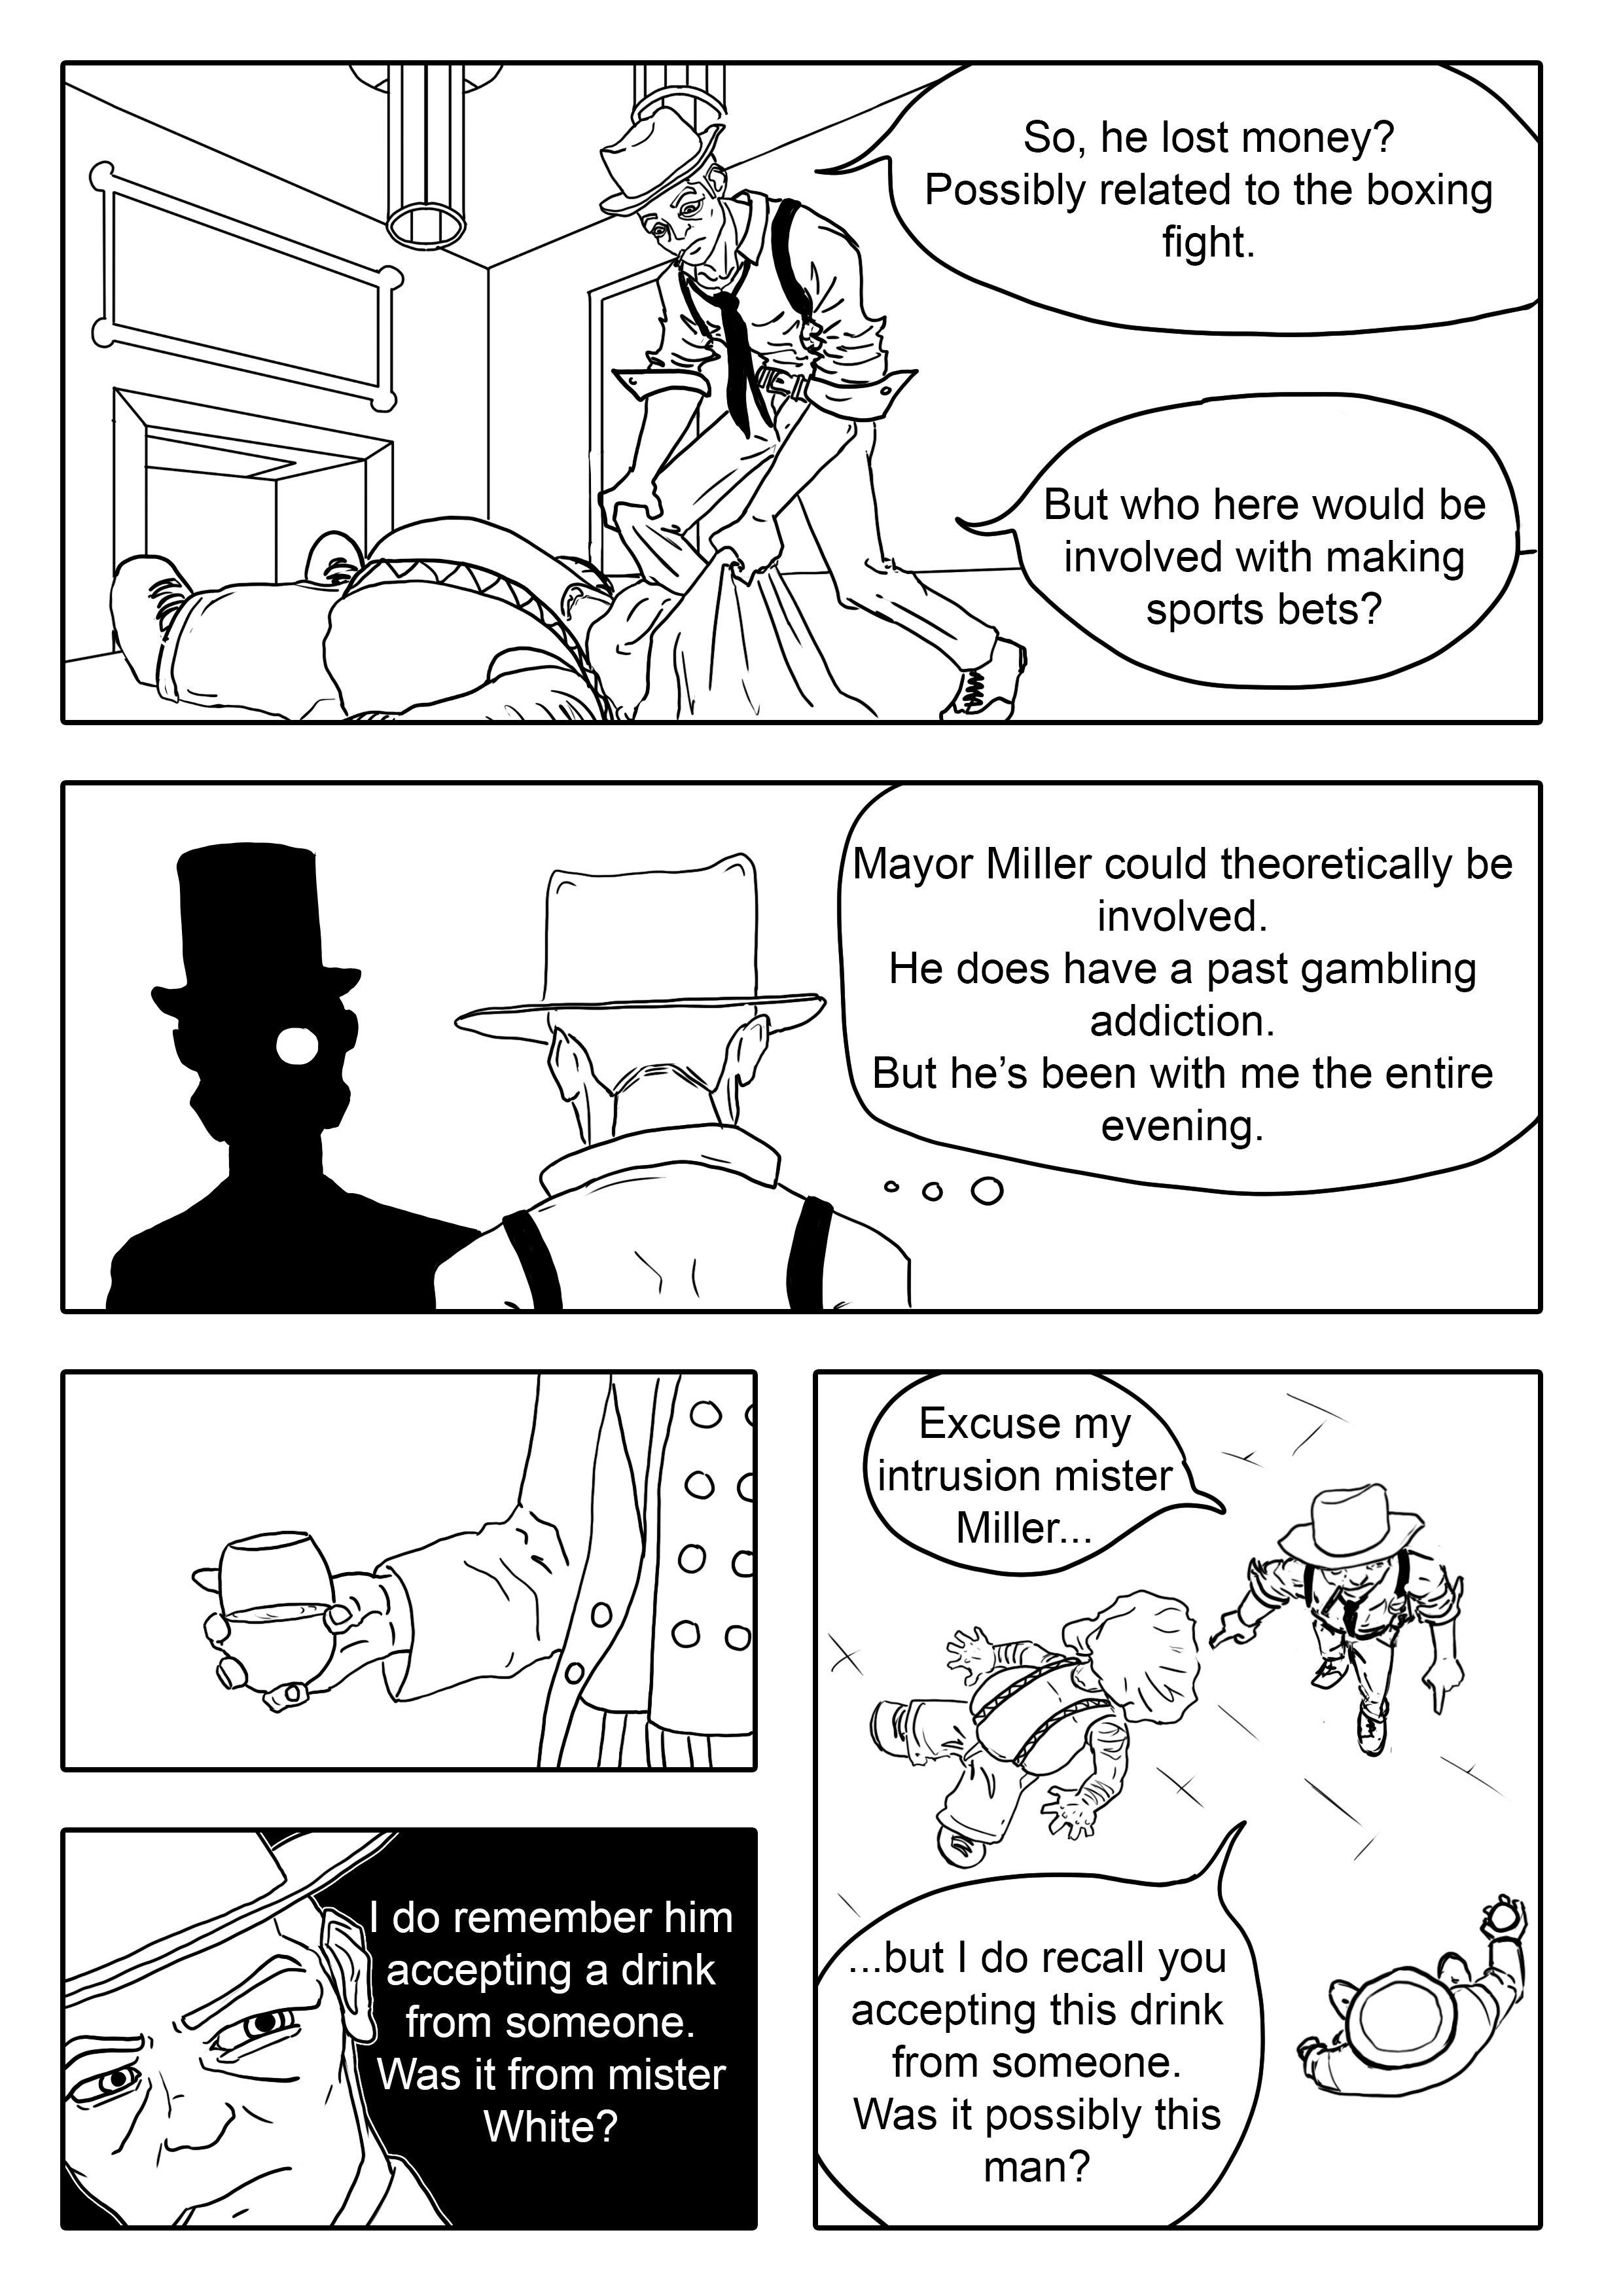 So, he lost money?
Possibly related to the boxing
fight.
But who here would be
involved with making
sports bets?
Mayor Miller could theoretically be
involved.
He does have a past gambling
addiction.
But he’s been with me the entire
evening.
I do remember him
accepting a drink
from someone.
Was it from mister
White?
Excuse my
intrusion mister
Miller...
...but I do recall you
accepting this drink
from someone.
Was it possibly this
man?